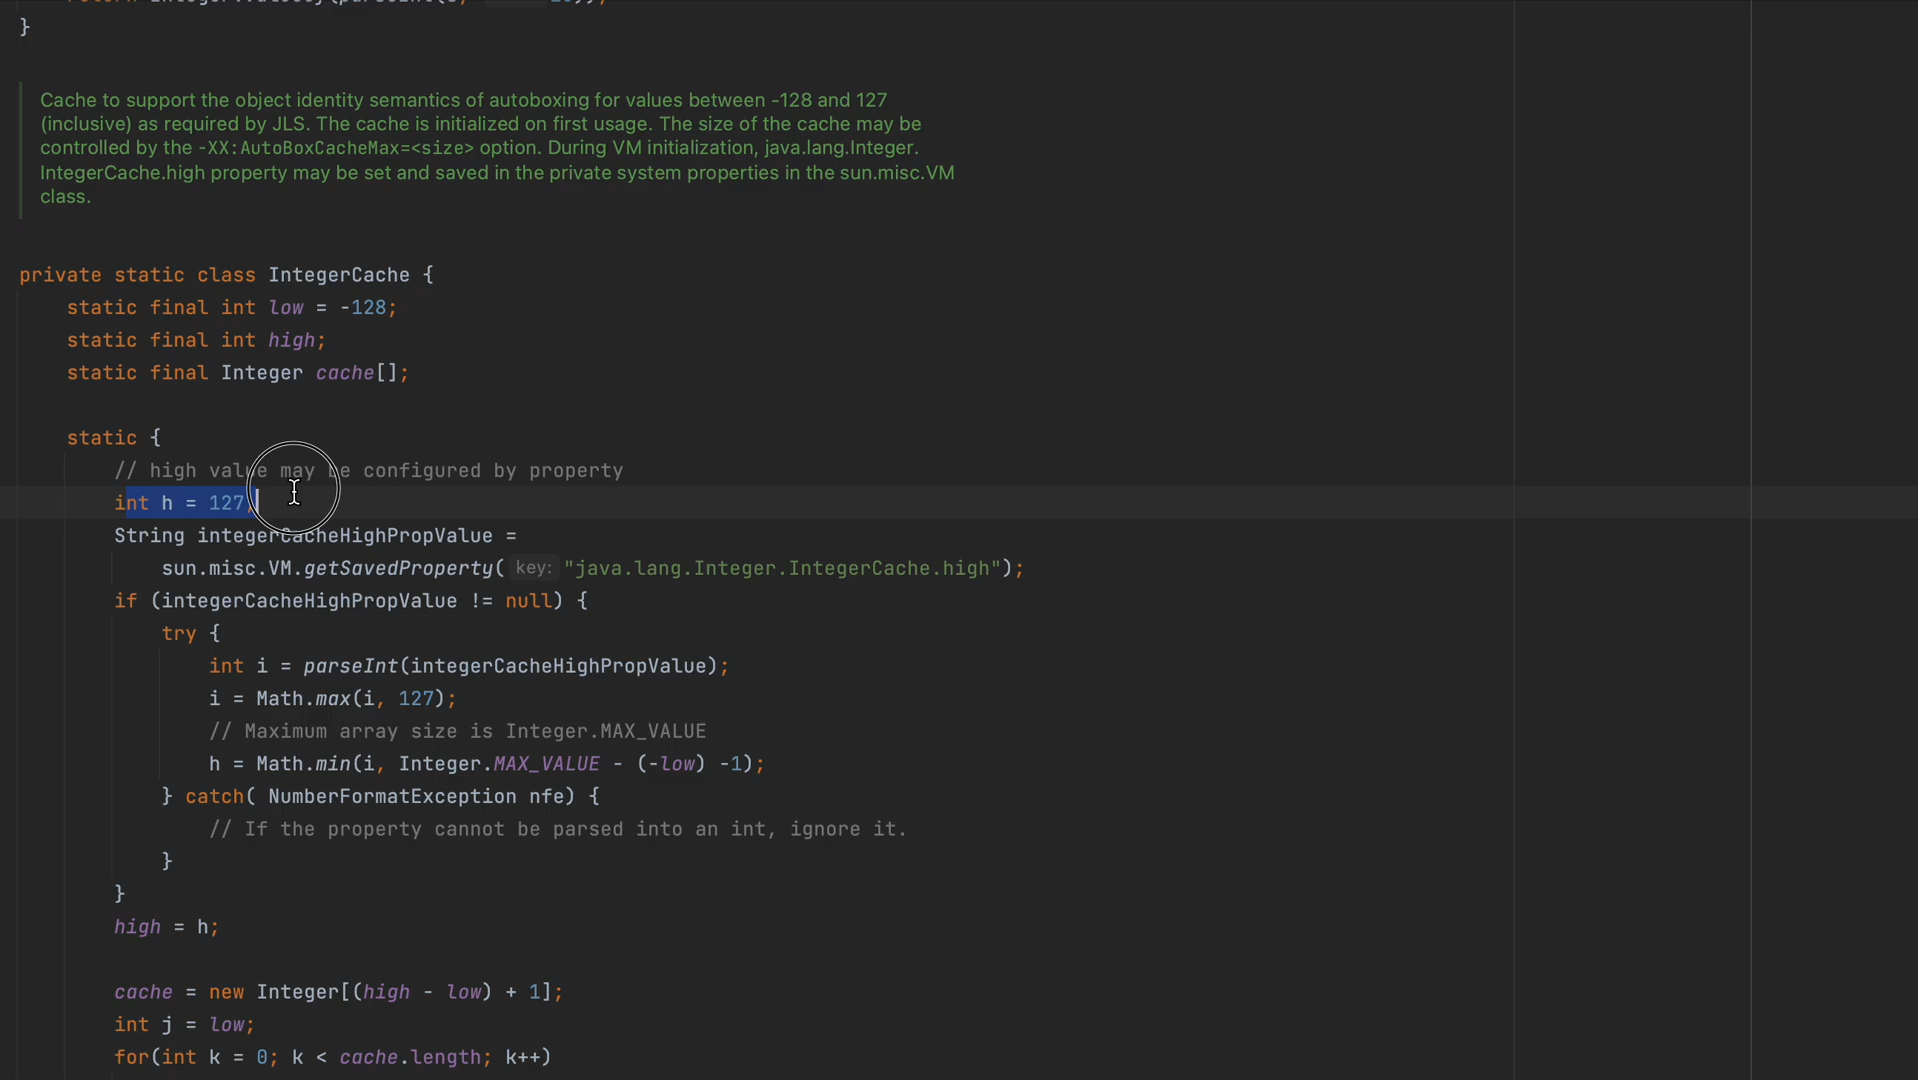 }
Cache to support the object identity semantics of autoboxing for values between -128 and 127
(inclusive) as required by JLS. The cache is initialized on first usage. The size of the cache may be
controlled by the -XX:AutoBoxCacheMax=<size> option. During VM initialization, java.lang.Integer.
IntegerCache.high property may be set and saved in the private system properties in the sun.misc.VM
class.
private static class IntegerCache {
static final int low = -128;
static final int high;
static final Integer cache[];
static {
// high value may be configured by property
int h = 127;
String integerCacheHighPropValue =
sun.misc.VM.getSavedProperty( key: "java.lang.Integer.IntegerCache.high");
if (integerCacheHighPropValue != null) {
try {
int i = parseInt(integerCacheHighPropValue);
i = Math.max(i, 127);
// Maximum array size is Integer.MAX_VALUE
h = Math.min(i, Integer.MAX_VALUE - (-low) -1);
} catch( NumberFormatException nfe) {
// If the property cannot be parsed into an int, ignore it.
}
}
high = h;
cache = new Integer[(high - low) + 1];
int j = low;
for(int k = 0; k < cache.length; k++)